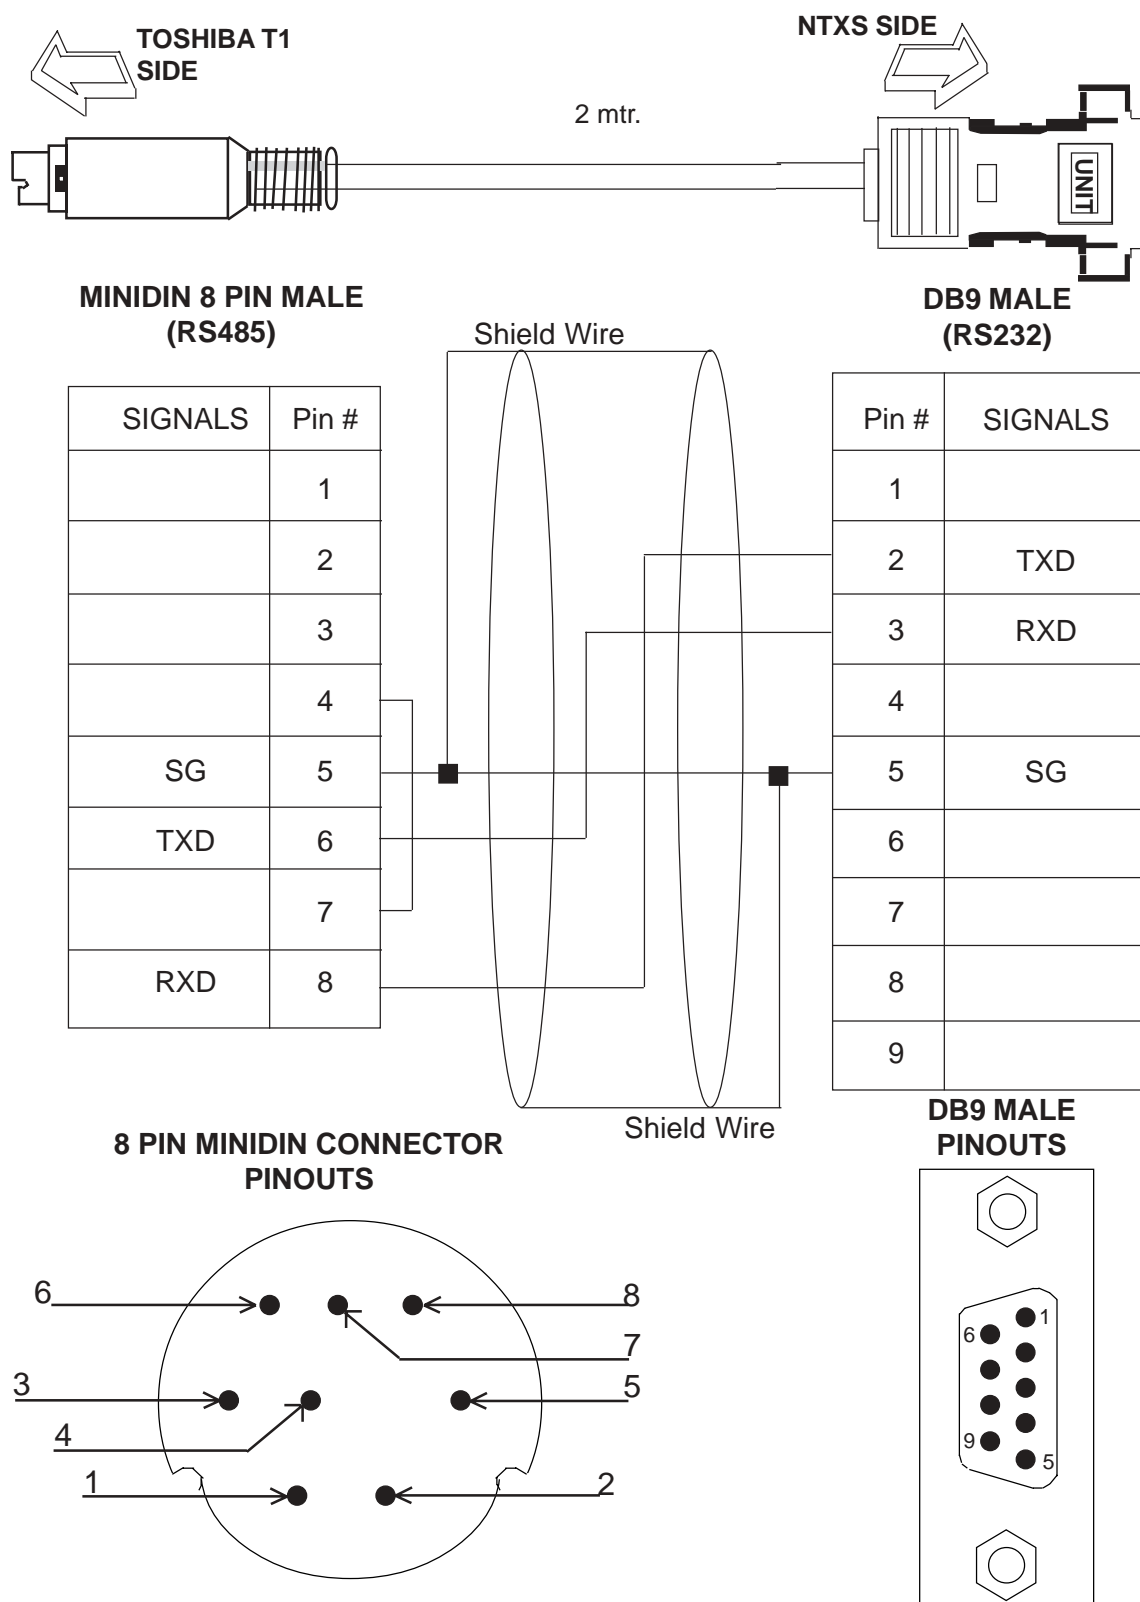 TOSHIBA T1
SIDE
NTXS SIDE
2 mtr.
UNIT
MINIDIN 8 PIN MALE
(RS485)
DB9 MALE
(RS232)
Shield Wire
SIGNALS Pin #
1
2
3
4
SG 5
TXD 6
7
RXD 8
Pin # SIGNALS
1
2 TXD
3 RXD
4
5 SG
6
7
8
9
Shield Wire
8 PIN MINIDIN CONNECTOR
PINOUTS
6
8
7
3
5
4
1
2
DB9 MALE
PINOUTS
1
6
9
5